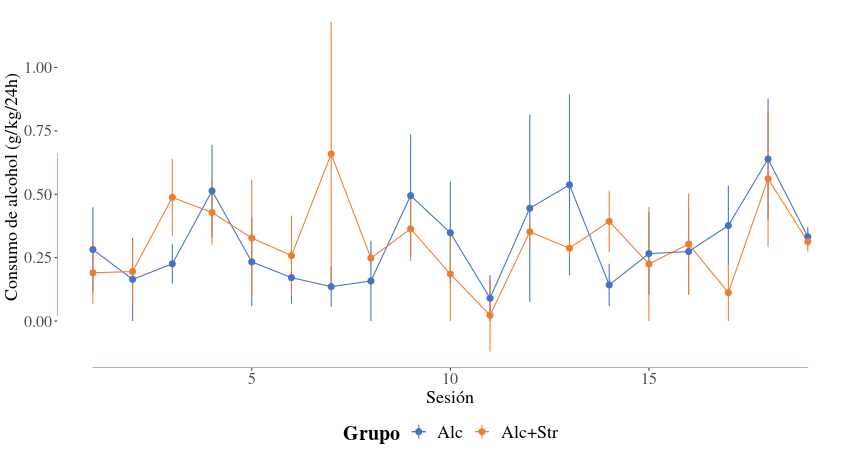 Consumo de alcohol (g/kg/24h)
1.00
0.75
0.50
0.25
0.00
5 10 15
Sesión
Grupo Alc Alc+Str